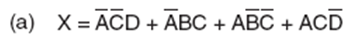 (a) X = A̅C̅D + A̅BC + AB̅C̅ + ACD̅